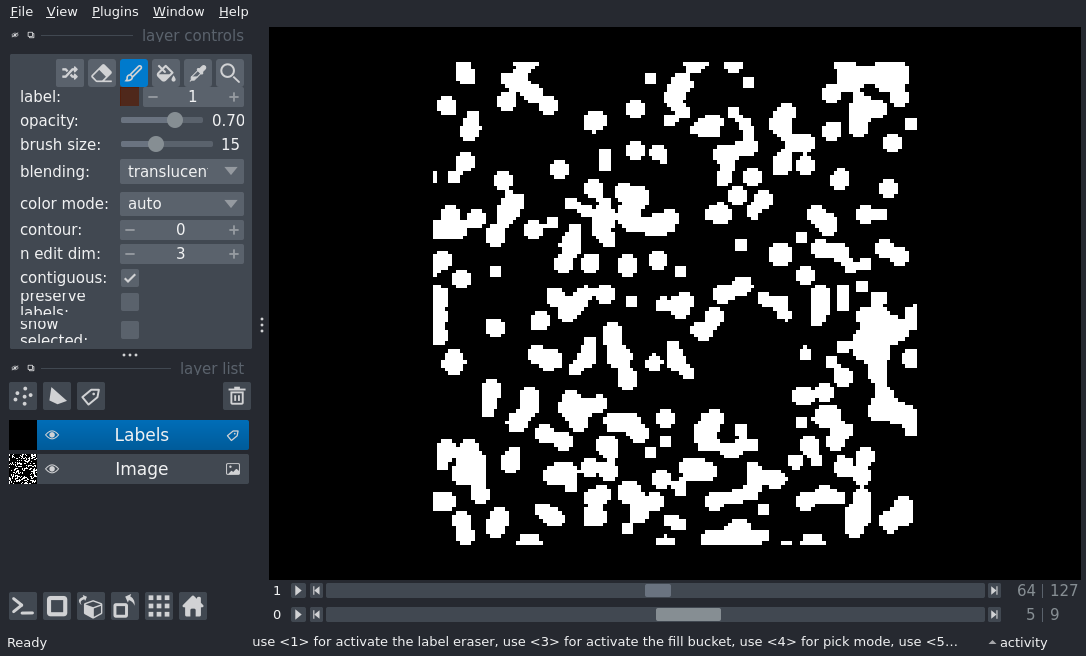 File View Plugins Window Help
layer controls
label: 1
opacity: 0.70
brush size: 15
blending: translucen
color mode: auto
contour: 0
n edit dim: 3
contiguous:
preserve
labels:
show
selected:
layer list
Labels
Image
1 64 | 127
0 5 | 9
Ready use <1> for activate the label eraser, use <3> for activate the fill bucket, use <4> for pick mode, use <5... activity